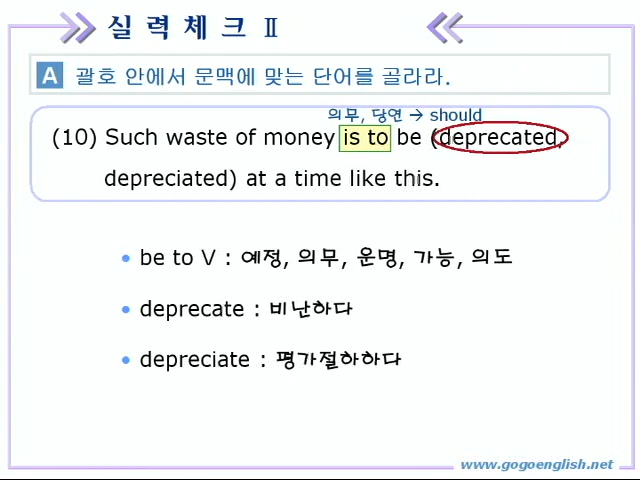 실 력 체 크 Ⅱ
A 괄호 안에서 문맥에 맞는 단어를 골라라.
의무, 당연 → should
(10) Such waste of money is to be (deprecated,
depreciated) at a time like this.
• be to V : 예정, 의무, 운명, 가능, 의도
• deprecate : 비난하다
• depreciate : 평가절하하다
www.gogoenglish.net